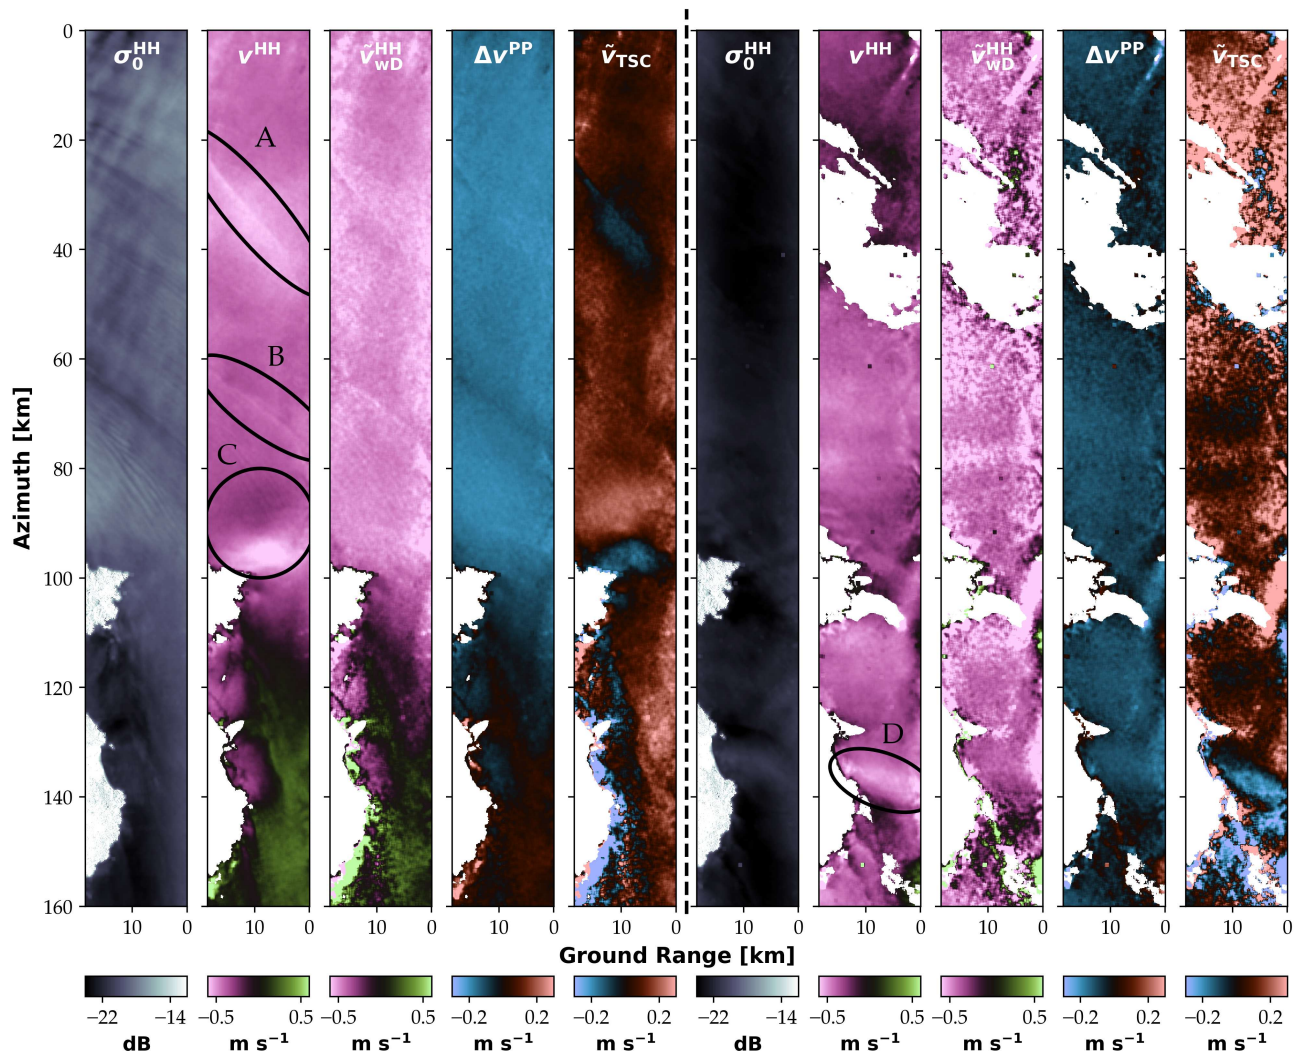 σ₀ᴴᴴ vᴴᴴ ṽwDᴴᴴ Δvᴾᴾ ṽTSC σ₀ᴴᴴ vᴴᴴ ṽwDᴴᴴ Δvᴾᴾ ṽTSC
A
B
C
D
0
20
40
60
80
100
120
140
160
Azimuth [km]
10 0 10 0 10 0 10 0 10 0 10 0 10 0 10 0 10 0 10 0
Ground Range [km]
−22 −14 −0.5 0.5 −0.5 0.5 −0.2 0.2 −0.2 0.2 −22 −14 −0.5 0.5 −0.5 0.5 −0.2 0.2 −0.2 0.2
dB m s⁻¹ m s⁻¹ m s⁻¹ m s⁻¹ dB m s⁻¹ m s⁻¹ m s⁻¹ m s⁻¹